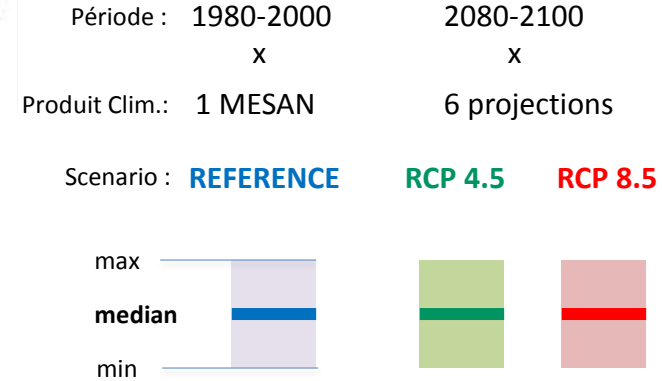 Période : 1980-2000 2080-2100
x x
Produit Clim.: 1 MESAN 6 projections
Scenario : REFERENCE RCP 4.5 RCP 8.5
max
median
min